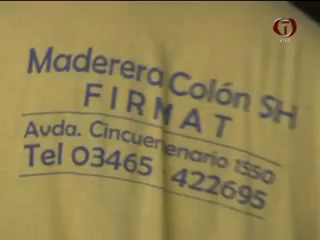 Maderera Colón SH
FIRMAT
Avda. Cincuentenario 1550
Tel 03465 422695